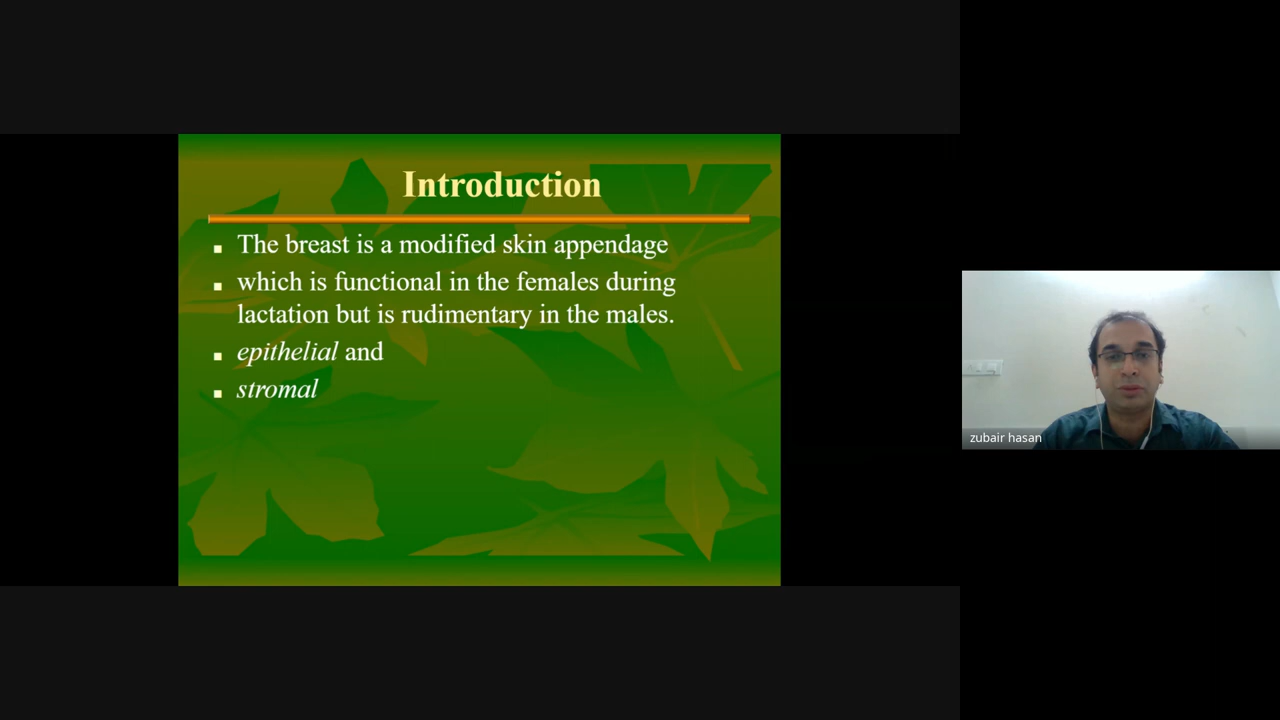 Introduction
The breast is a modified skin appendage
which is functional in the females during
lactation but is rudimentary in the males.
epithelial and
stromal
zubair hasan